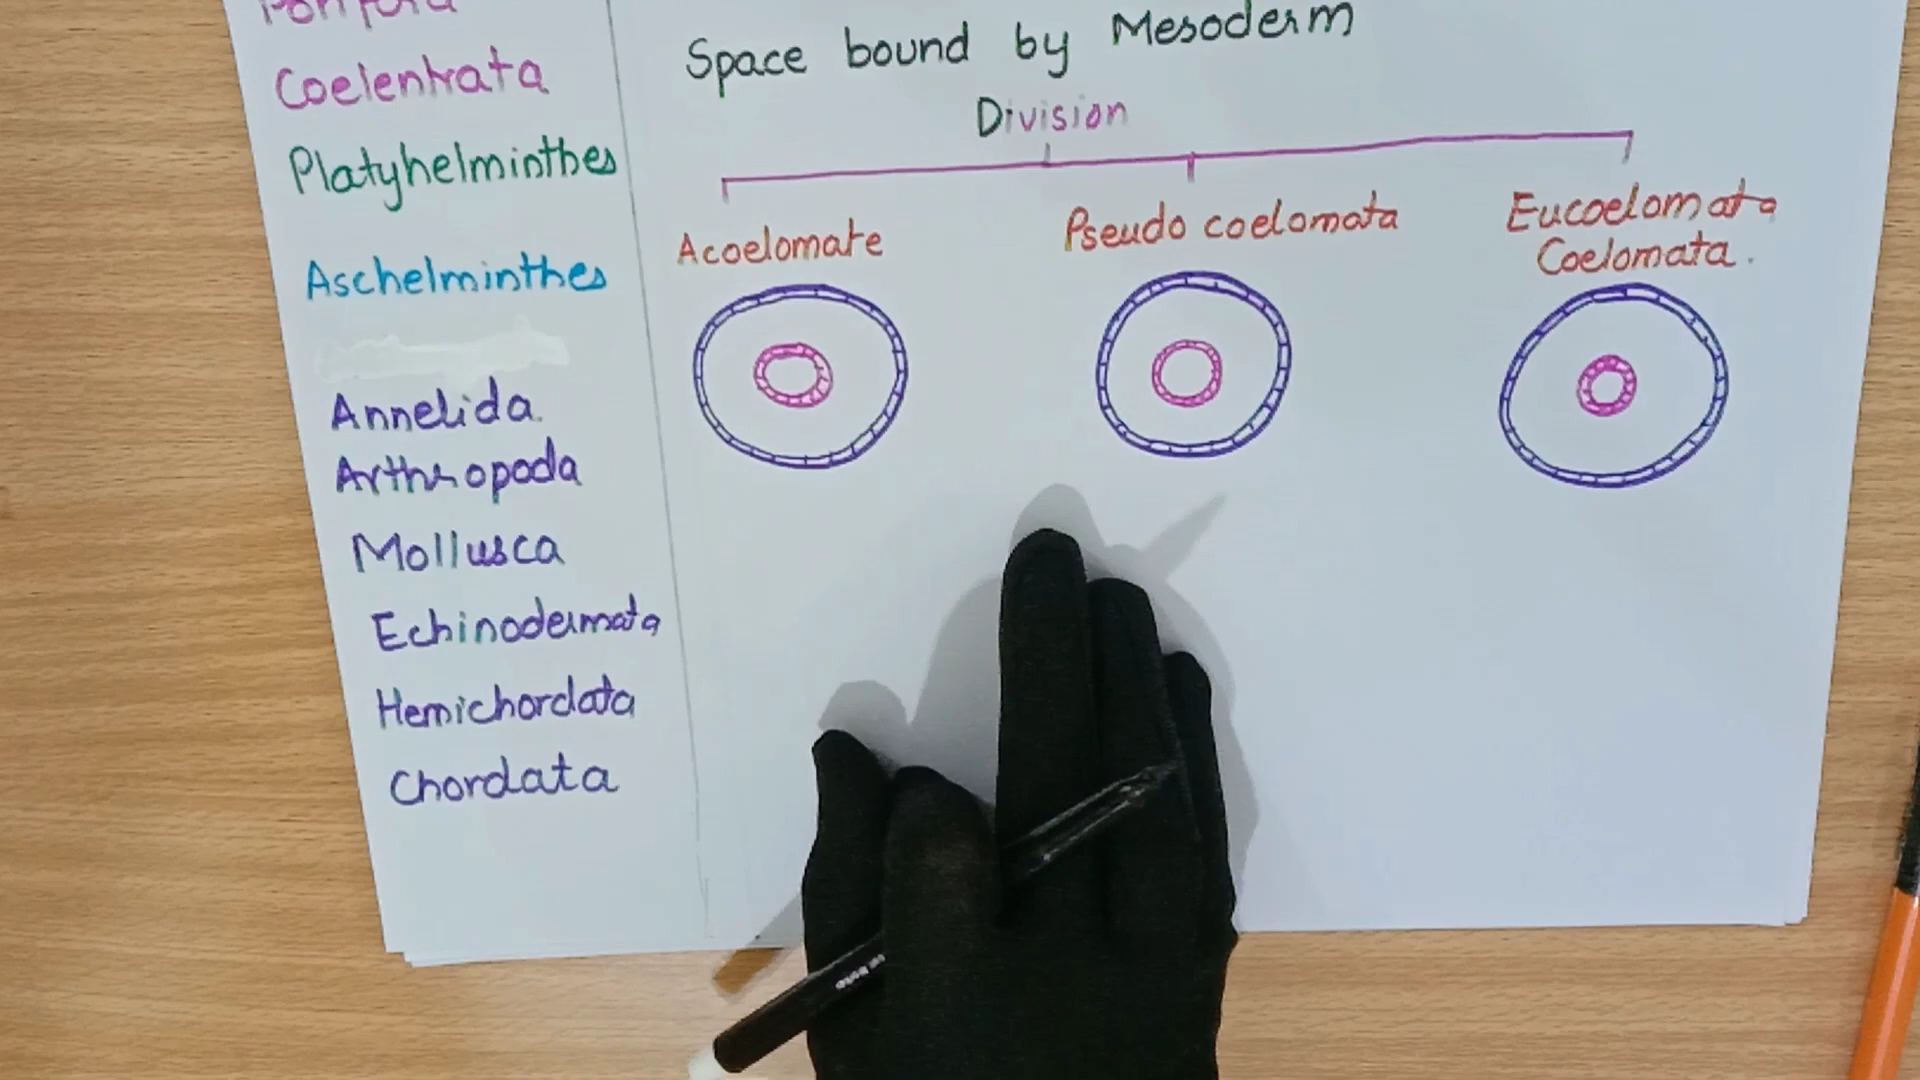 Coelentrata
Platyhelminthes
Aschelminthes
Annelida
Arthropoda
Mollusca
Echinodermata
Hemichordata
Chordata
Space bound by Mesoderm
Division
Acoelomate
Pseudo coelomata
Eucoelomata
Coelomata.